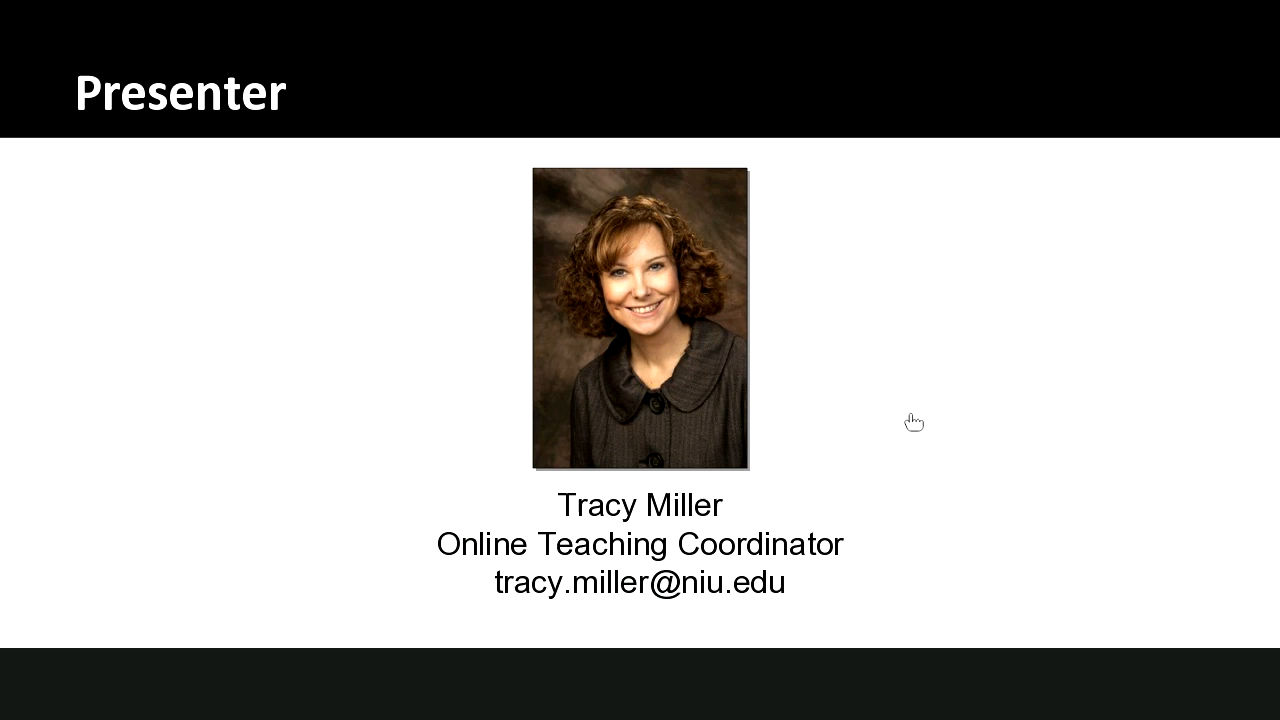 Presenter
Tracy Miller
Online Teaching Coordinator
tracy.miller@niu.edu